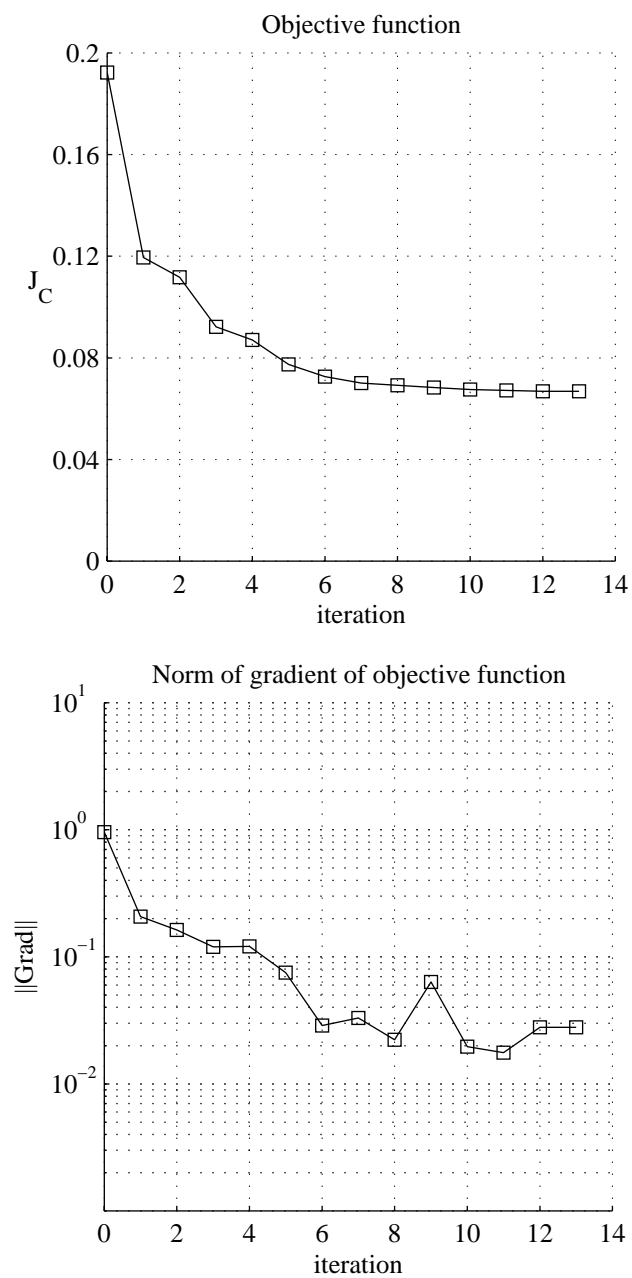 Objective function
0.2
0.16
0.12
J_C
0.08
0.04
0
0 2 4 6 8 10 12 14
iteration
Norm of gradient of objective function
10^1
10^0
10^−1
||Grad||
10^−2
0 2 4 6 8 10 12 14
iteration